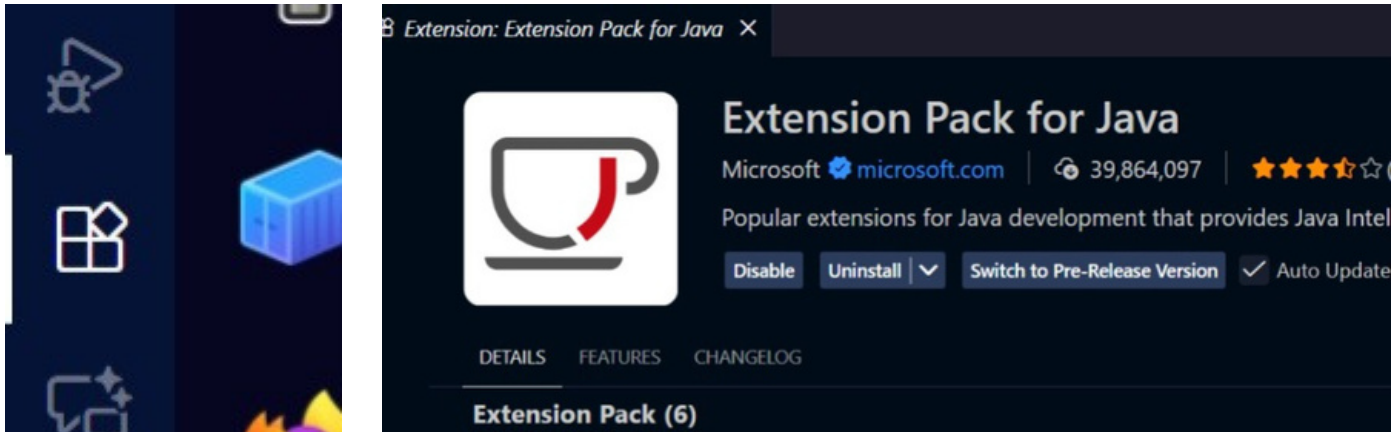 Extension: Extension Pack for Java
Extension Pack for Java
Microsoft microsoft.com 39,864,097 (
Popular extensions for Java development that provides Java Intel
Disable Uninstall Switch to Pre-Release Version Auto Update
DETAILS FEATURES CHANGELOG
Extension Pack (6)